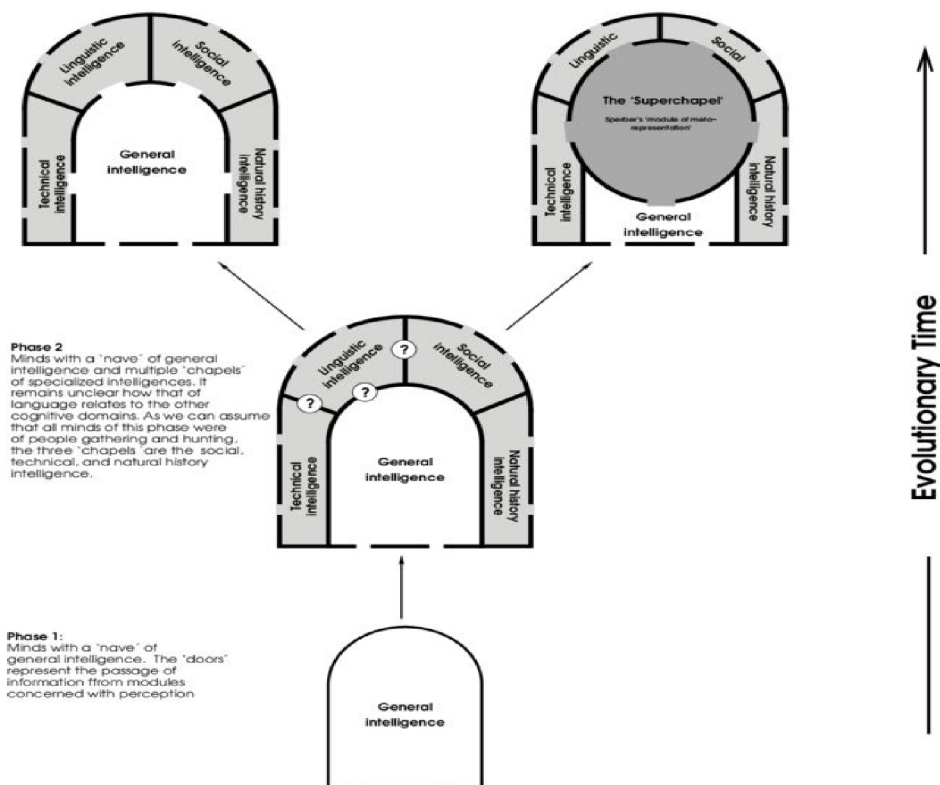 Linguistic
intelligence
Social
intelligence
Technical
intelligence
General
intelligence
Natural history
intelligence
Linguistic
Social
The 'Superchapel'
Sperber's 'module of meta-
representation'
Technical
intelligence
General
intelligence
Natural history
intelligence
Phase 2
Minds with a 'nave' of general
intelligence and multiple 'chapels'
of specialized intelligences. It
remains unclear how that of
language relates to the other
cognitive domains. As we can assume
that all minds of this phase were
of people gathering and hunting,
the three 'chapels' are the social,
technical, and natural history
intelligence.
Linguistic
intelligence
?
?
?
Social
intelligence
Technical
intelligence
General
intelligence
Natural history
intelligence
Evolutionary Time
Phase 1:
Minds with a 'nave' of
general intelligence. The 'doors'
represent the passage of
information ffrom modules
concerned with perception
General
intelligence